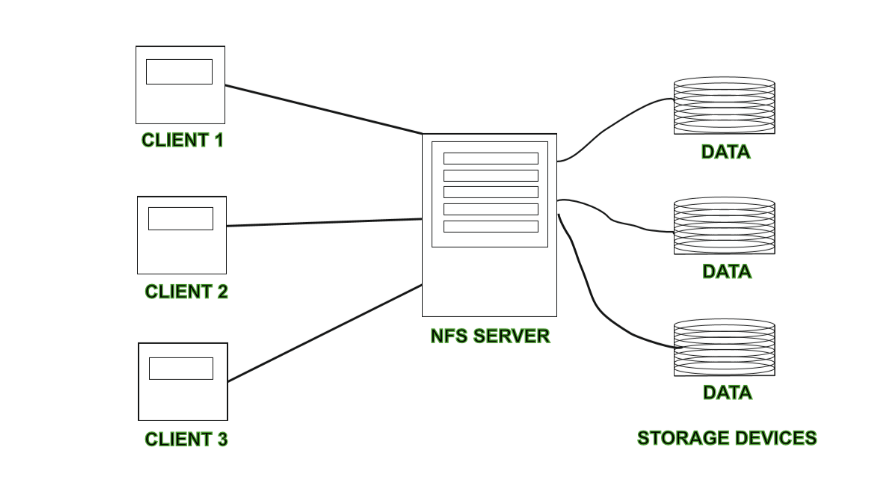 CLIENT 1
CLIENT 2
CLIENT 3
NFS SERVER
DATA
DATA
DATA
STORAGE DEVICES